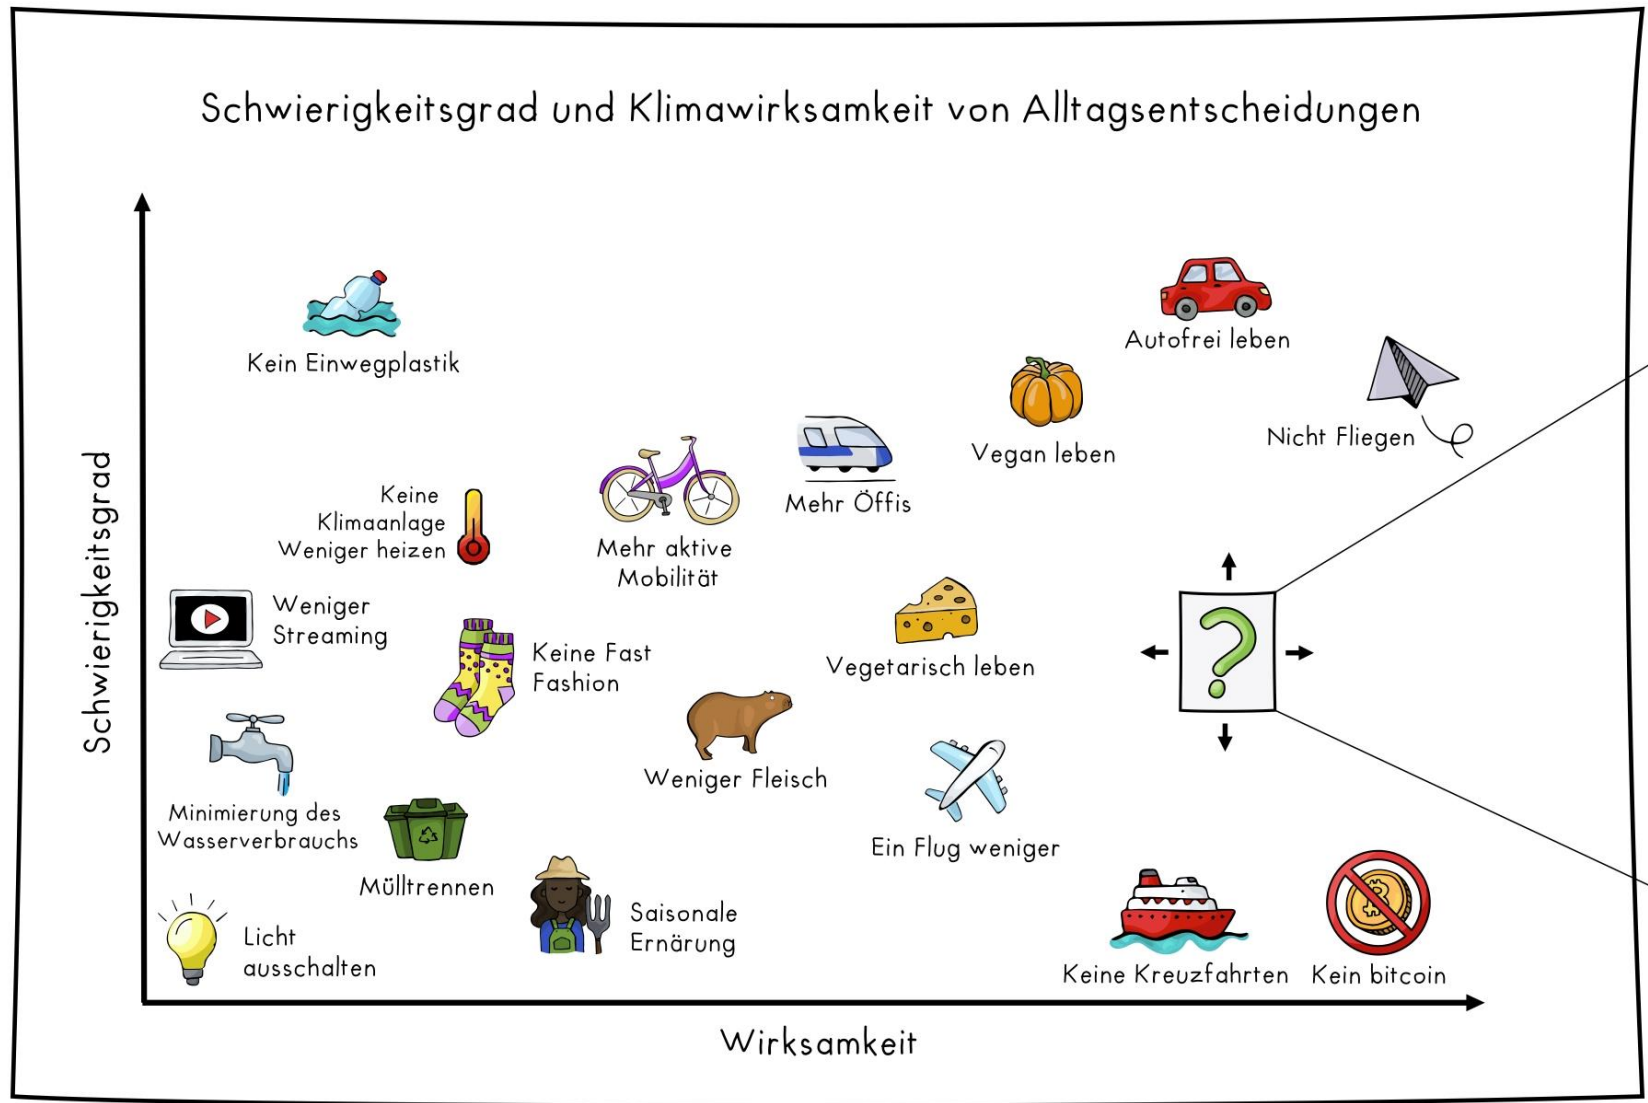 Schwierigkeitsgrad und Klimawirksamkeit von Alltagsentscheidungen
Schwierigkeitsgrad
Kein Einwegplastik
Autofrei leben
Nicht Fliegen
Vegan leben
Mehr Öffis
Keine
Klimaanlage
Weniger heizen
Mehr aktive
Mobilität
Weniger
Streaming
Keine Fast
Fashion
Vegetarisch leben
?
Weniger Fleisch
Minimierung des
Wasserverbrauchs
Ein Flug weniger
Mülltrennen
Saisonale
Ernärung
Licht
ausschalten
Keine Kreuzfahrten
Kein bitcoin
Wirksamkeit